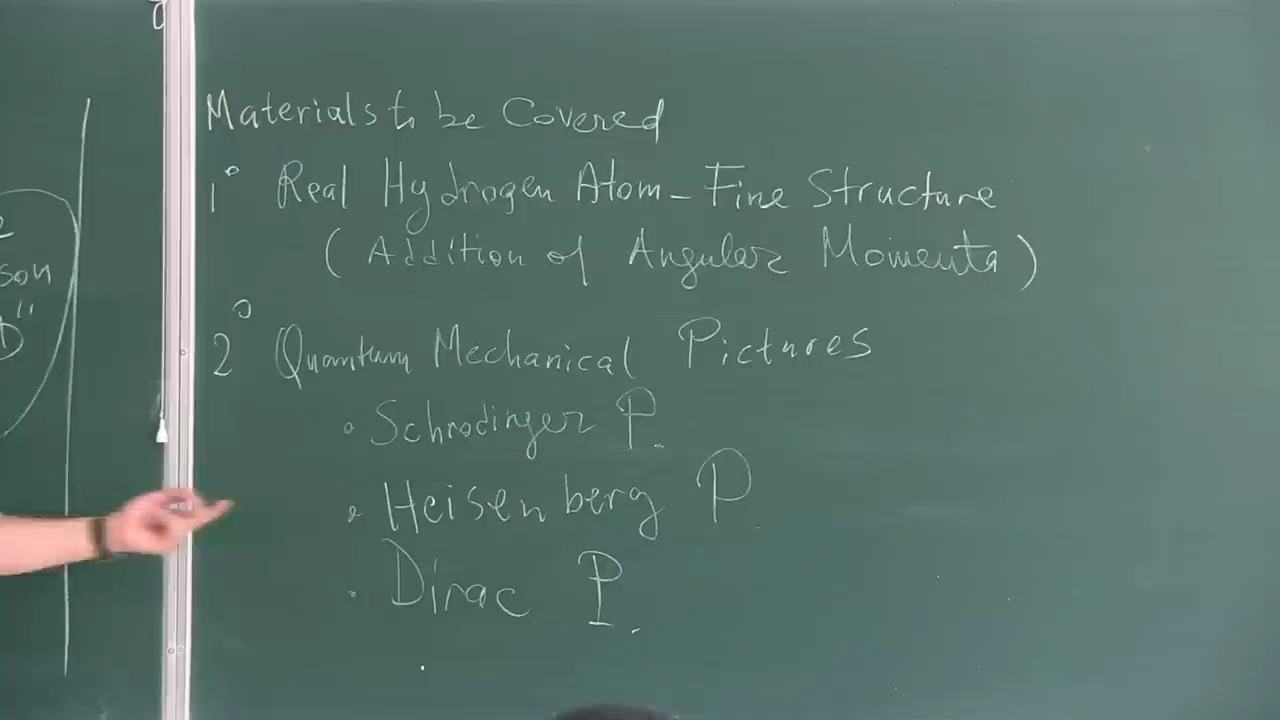 Materials to be Covered
1° Real Hydrogen Atom - Fine Structure
(Addition of Angular Momenta)
2° Quantum Mechanical Pictures
• Schrodinger P.
• Heisenberg P
• Dirac P.